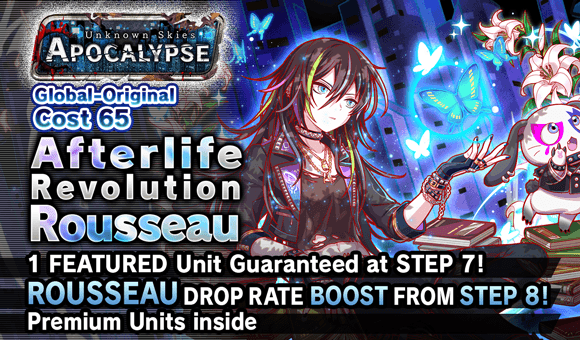 Unknown Skies
APOCALYPSE
Global-Original
Cost 65
Afterlife
Revolution
Rousseau
1 FEATURED Unit Guaranteed at STEP 7!
ROUSSEAU DROP RATE BOOST FROM STEP 8!
Premium Units inside